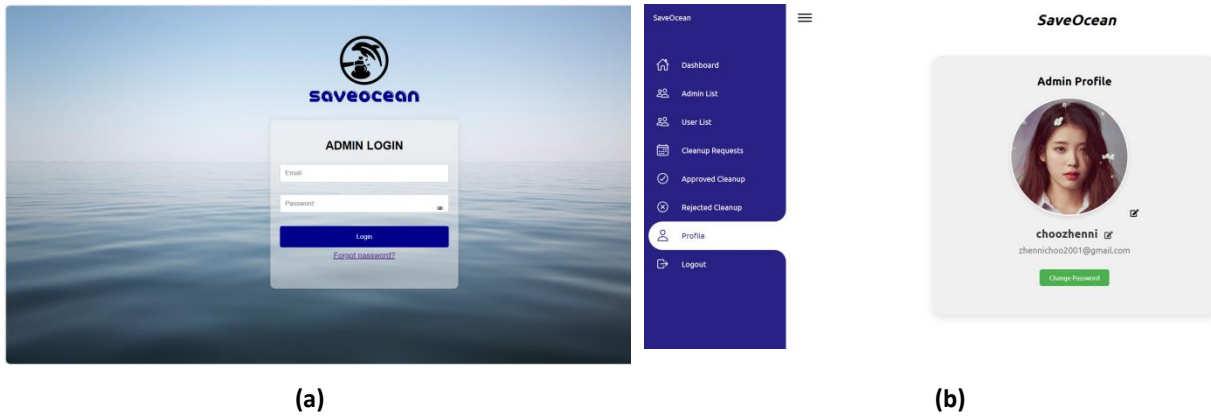 saveocean
ADMIN LOGIN
Email
Password
Login
Forgot password?
(a)
SaveOcean
Dashboard
Admin List
User List
Cleanup Requests
Approved Cleanup
Rejected Cleanup
Profile
Logout
SaveOcean
Admin Profile
choozhenni
zhennichoo2001@gmail.com
Change Password
(b)